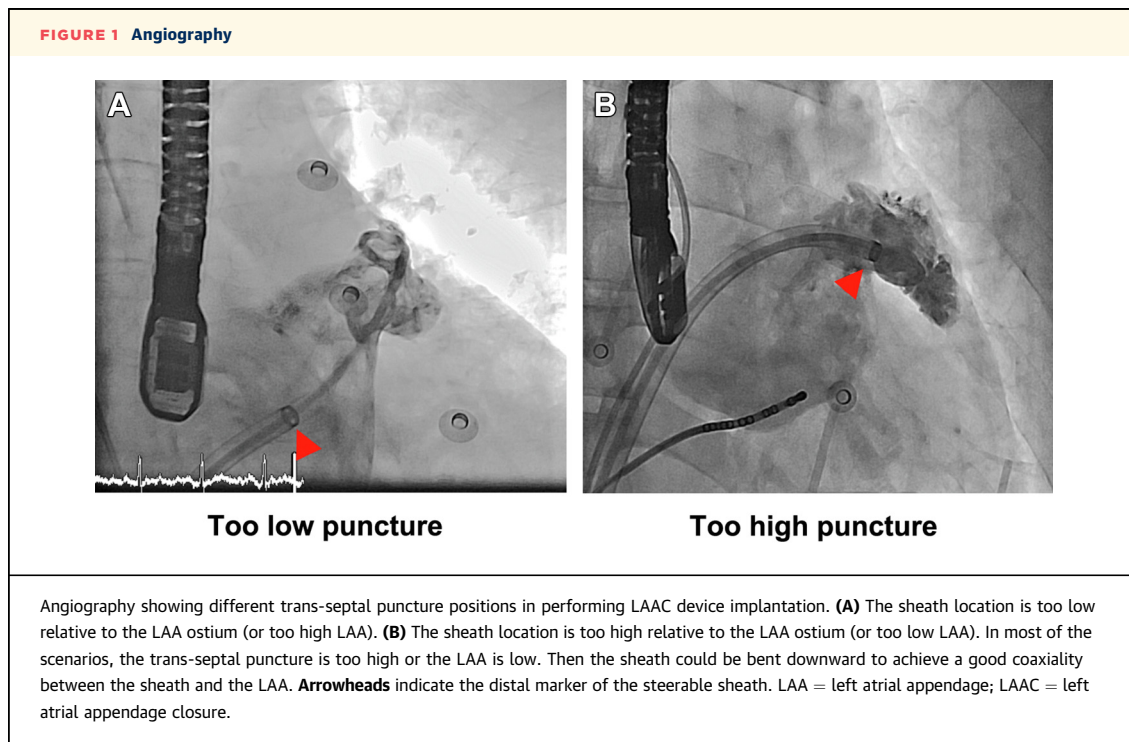 FIGURE 1 Angiography
A
B
Too low puncture
Too high puncture
Angiography showing different trans-septal puncture positions in performing LAAC device implantation. (A) The sheath location is too low
relative to the LAA ostium (or too high LAA). (B) The sheath location is too high relative to the LAA ostium (or too low LAA). In most of the
scenarios, the trans-septal puncture is too high or the LAA is low. Then the sheath could be bent downward to achieve a good coaxiality
between the sheath and the LAA. Arrowheads indicate the distal marker of the steerable sheath. LAA = left atrial appendage; LAAC = left
atrial appendage closure.